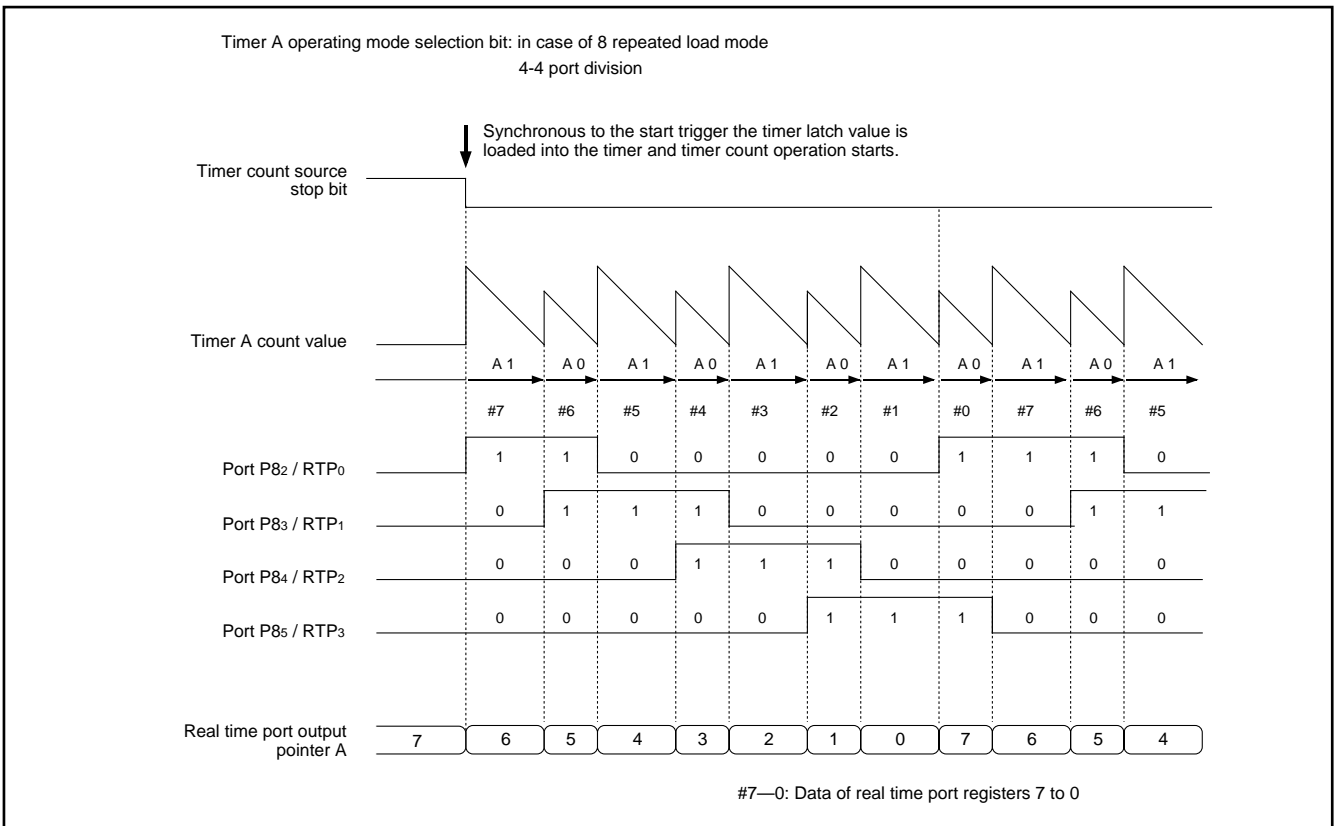 Timer A operating mode selection bit: in case of 8 repeated load mode
4-4 port division
Synchronous to the start trigger the timer latch value is
loaded into the timer and timer count operation starts.
Timer count source
stop bit
Timer A count value
A 1 A 0 A 1 A 0 A 1 A 0 A 1 A 0 A 1 A 0 A 1
#7 #6 #5 #4 #3 #2 #1 #0 #7 #6 #5
Port P82 / RTP0 1 1 0 0 0 0 0 1 1 1 0
Port P83 / RTP1 0 1 1 1 0 0 0 0 0 1 1
Port P84 / RTP2 0 0 0 1 1 1 0 0 0 0 0
Port P85 / RTP3 0 0 0 0 0 1 1 1 0 0 0
Real time port output
pointer A
7 6 5 4 3 2 1 0 7 6 5 4
#7—0: Data of real time port registers 7 to 0